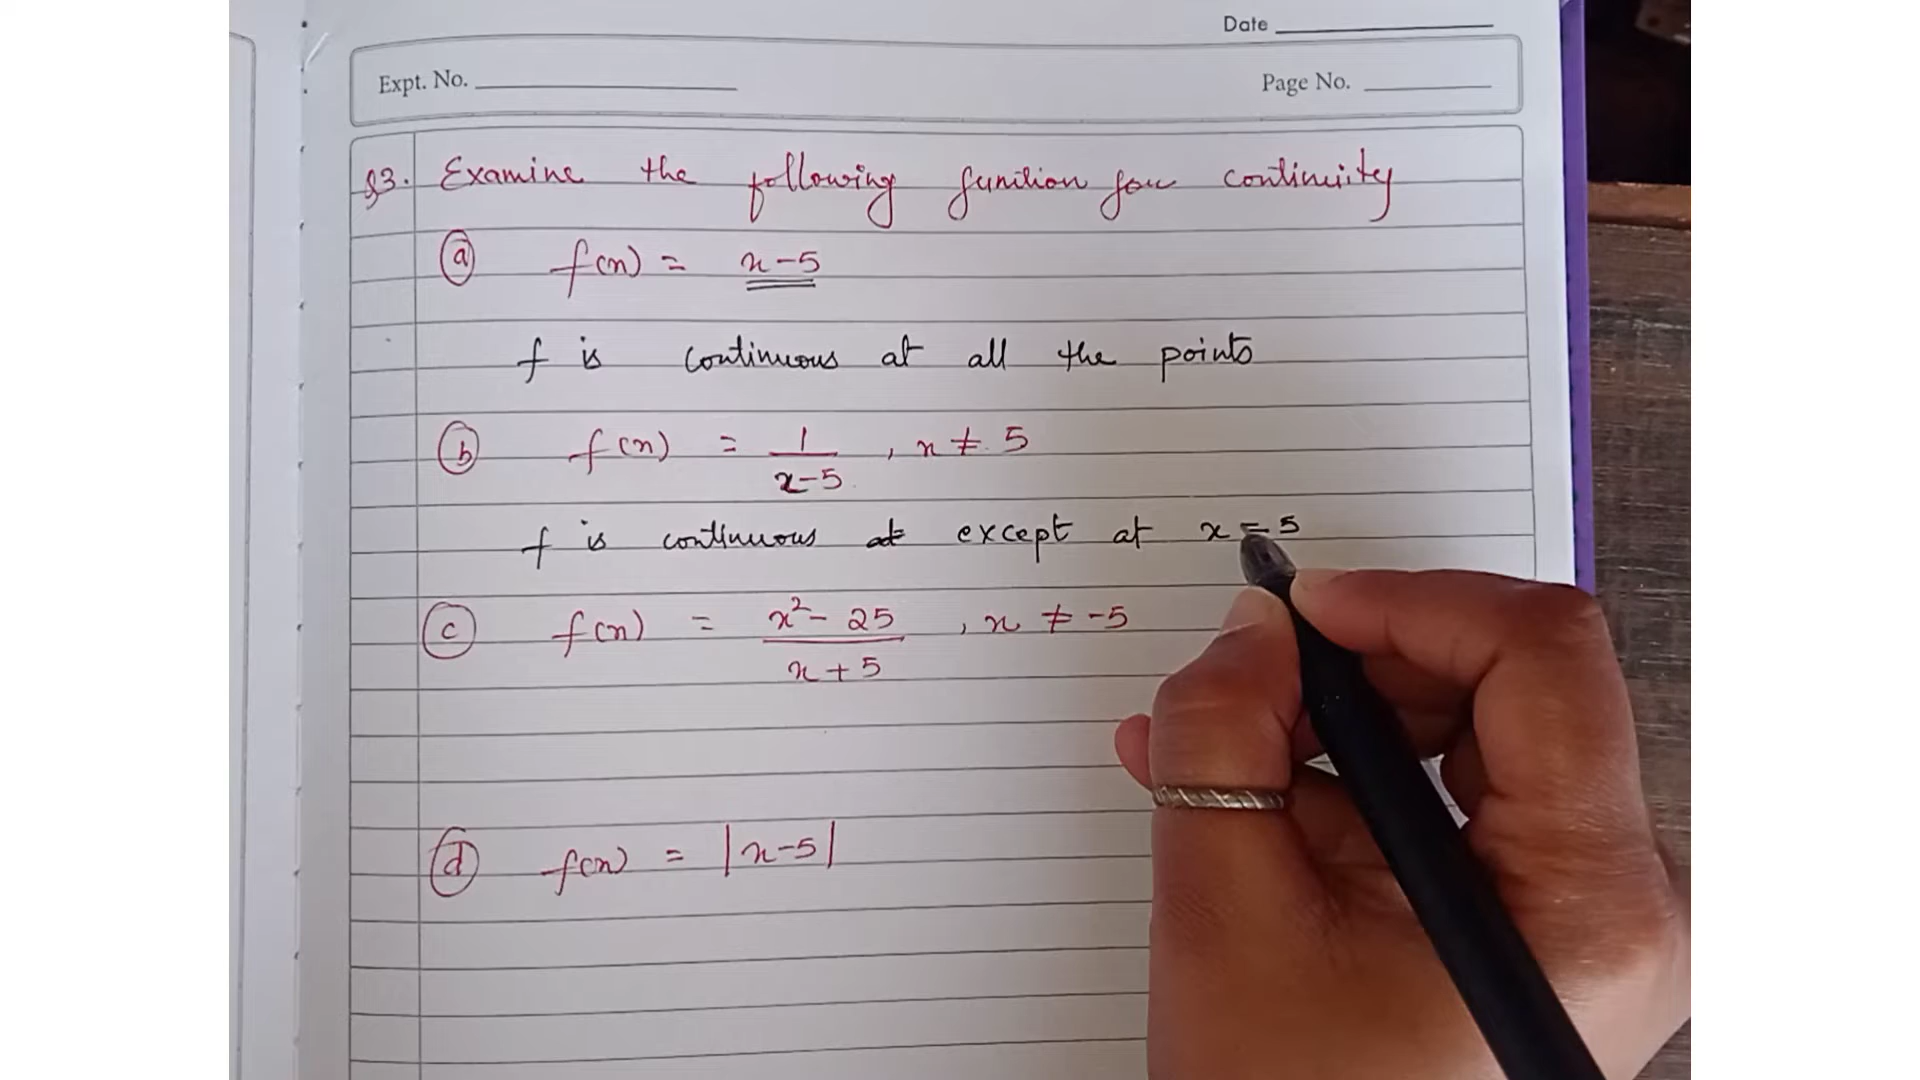 Date
Expt. No.
Page No.
Q3. Examine the following function for continuity
(a) f(x) = x-5
f is continuous at all the points
(b) f(x) = 1/(x-5), x ≠ 5
f is continuous at except at x = 5
(c) f(x) = (x² - 25)/(x + 5), x ≠ -5
(d) f(x) = |x-5|